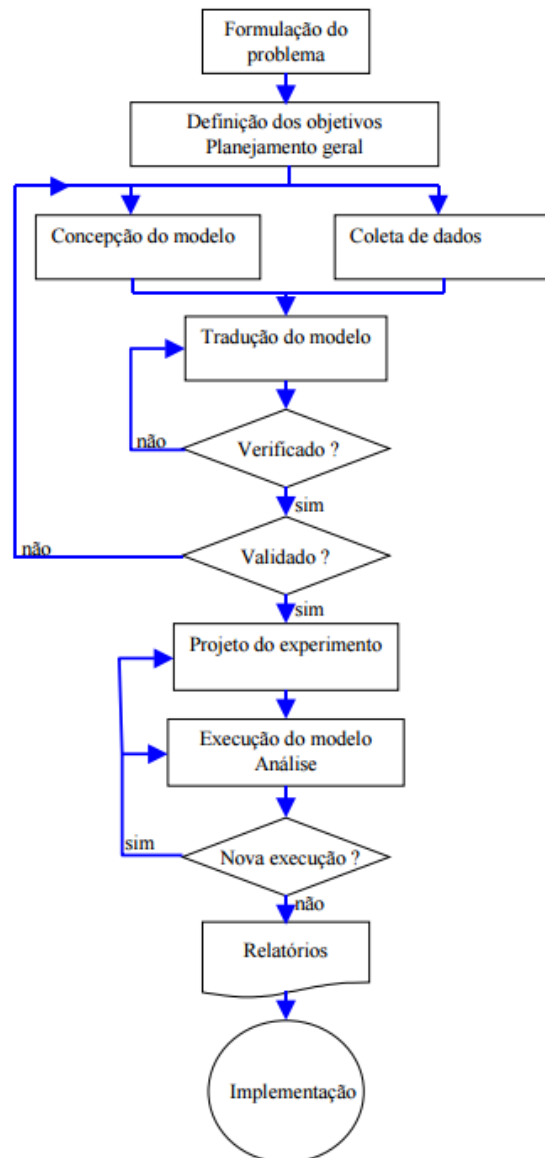 Formulação do
problema
Definição dos objetivos
Planejamento geral
Concepção do modelo
Coleta de dados
Tradução do modelo
não
Verificado ?
sim
não
Validado ?
sim
Projeto do experimento
Execução do modelo
Análise
sim
Nova execução ?
não
Relatórios
Implementação